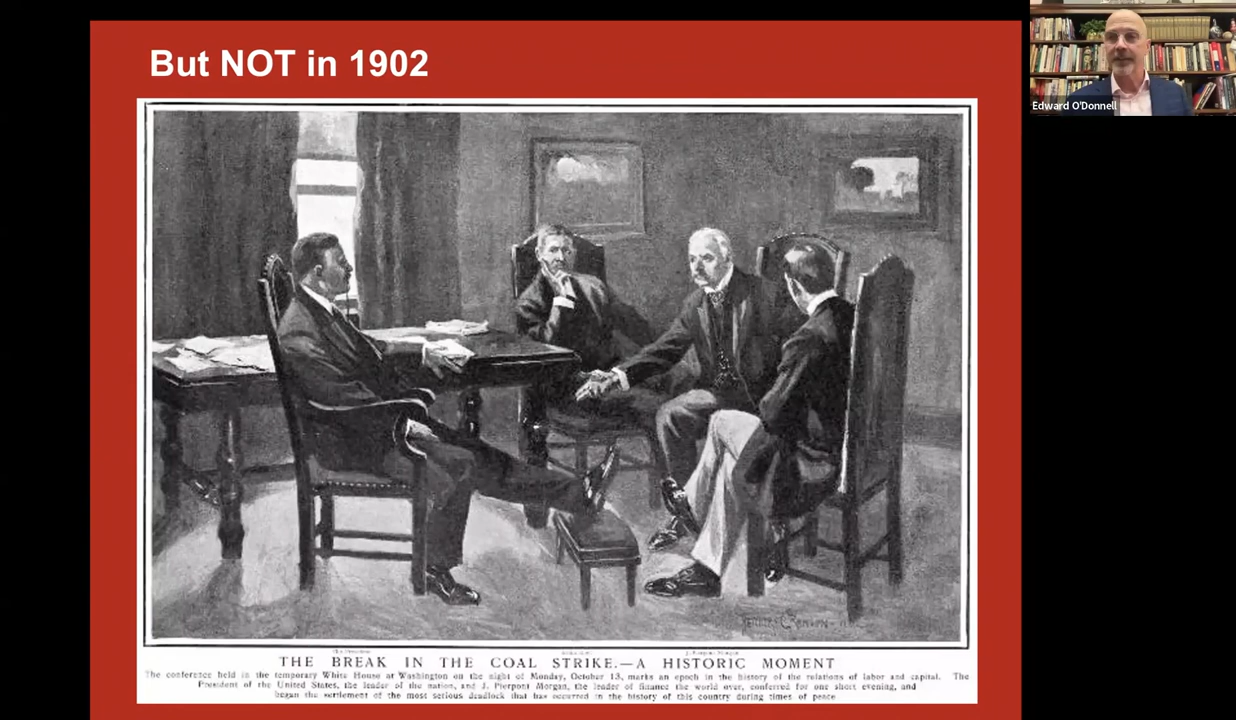 But NOT in 1902
Edward O'Donnell
THE BREAK IN THE COAL STRIKE.—A HISTORIC MOMENT
The conference held in the temporary White House at Washington on the night of Monday, October 13, marks an epoch in the history of the relations of labor and capital. The
President of the United States, the leader of the nation, and J. Pierpont Morgan, the leader of finance the world over, conferred for one short evening, and
began the settlement of the most serious deadlock that has occurred in the history of this country during times of peace